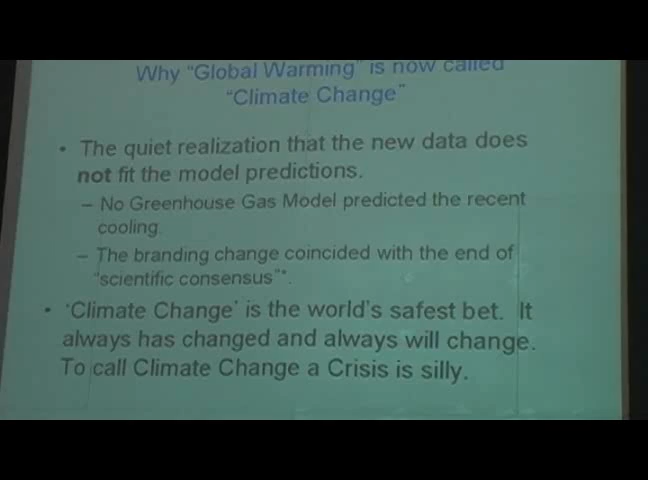 Why "Global Warming" is now called
"Climate Change"
• The quiet realization that the new data does
not fit the model predictions.
– No Greenhouse Gas Model predicted the recent
cooling.
– The branding change coincided with the end of
"scientific consensus"*.
• 'Climate Change' is the world's safest bet. It
always has changed and always will change.
To call Climate Change a Crisis is silly.